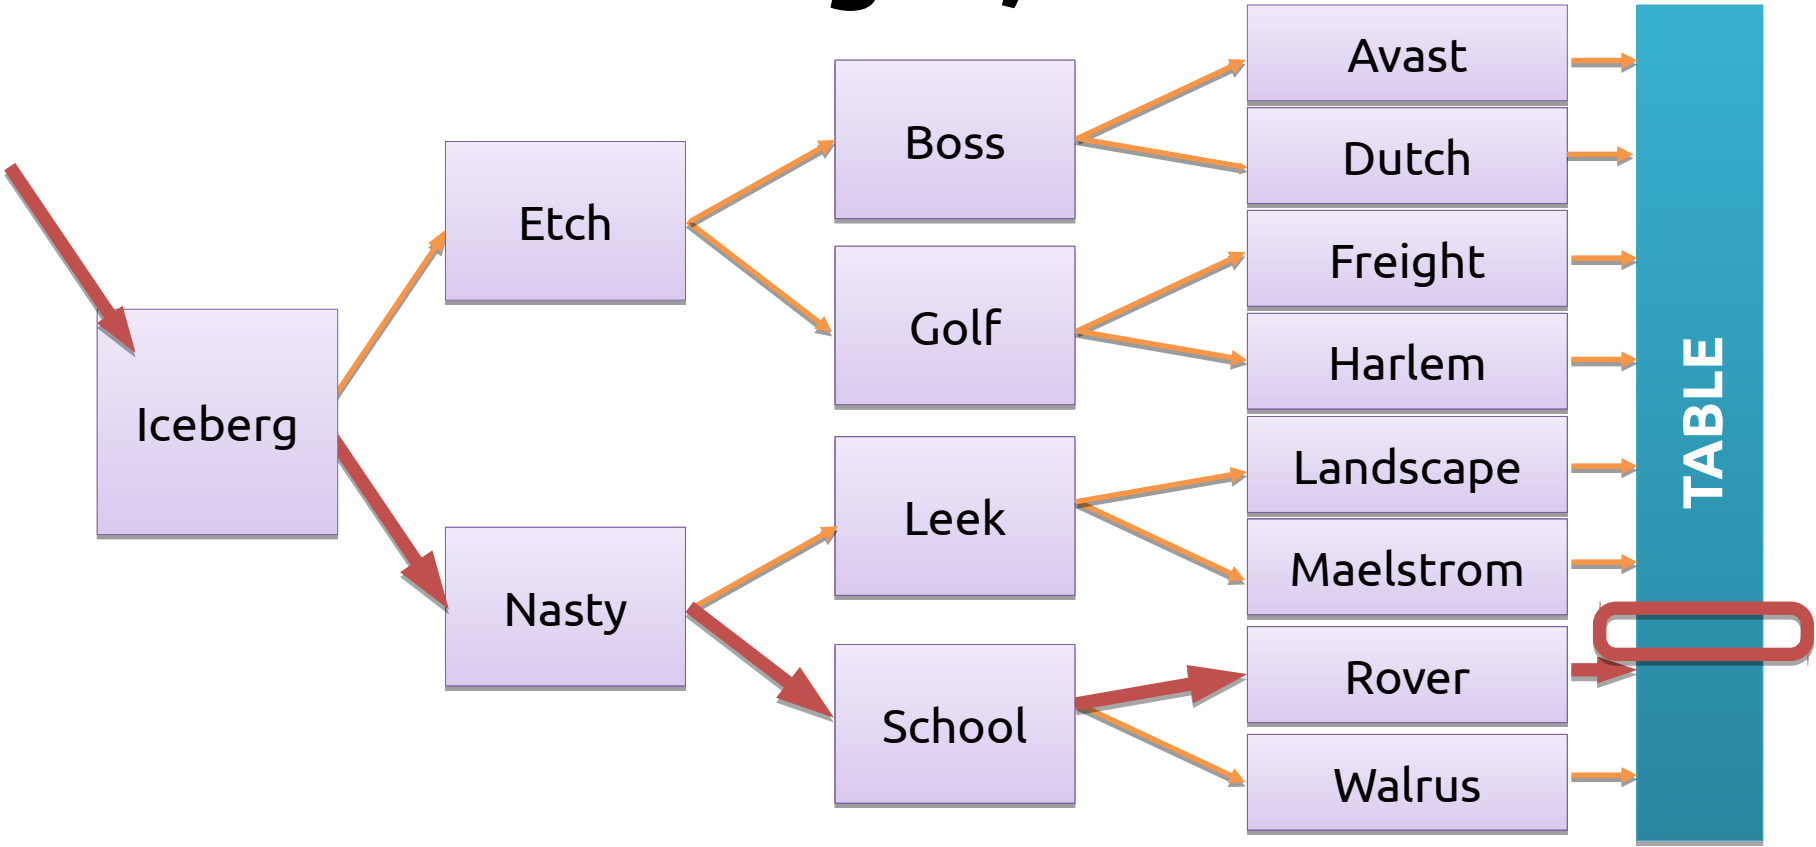 Iceberg
Etch
Nasty
Boss
Golf
Leek
School
Avast
Dutch
Freight
Harlem
Landscape
Maelstrom
Rover
Walrus
TABLE